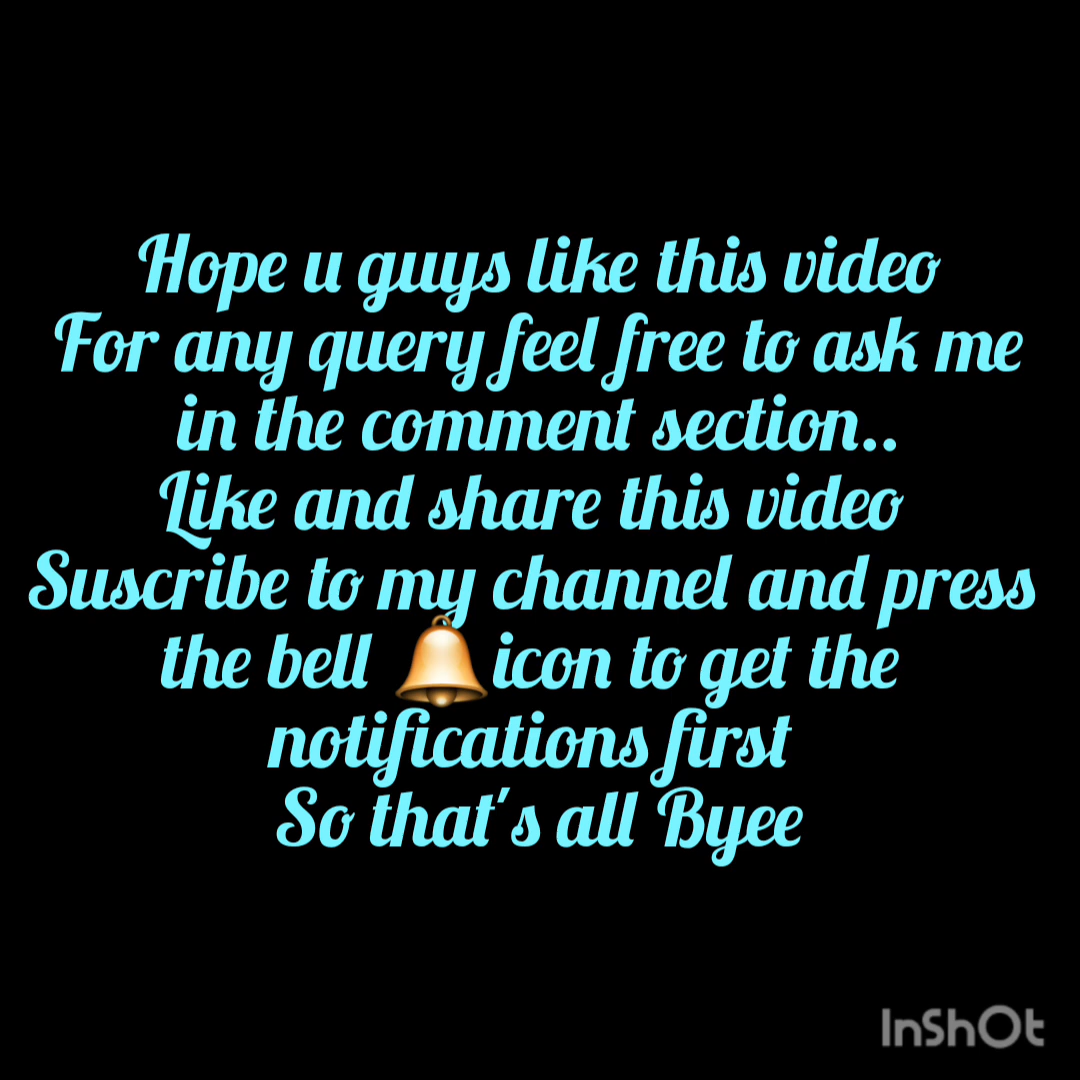 Hope u guys like this video
For any query feel free to ask me
in the comment section..
Like and share this video
Suscribe to my channel and press
the bell 🔔 icon to get the
notifications first
So that's all Byee
InShOt